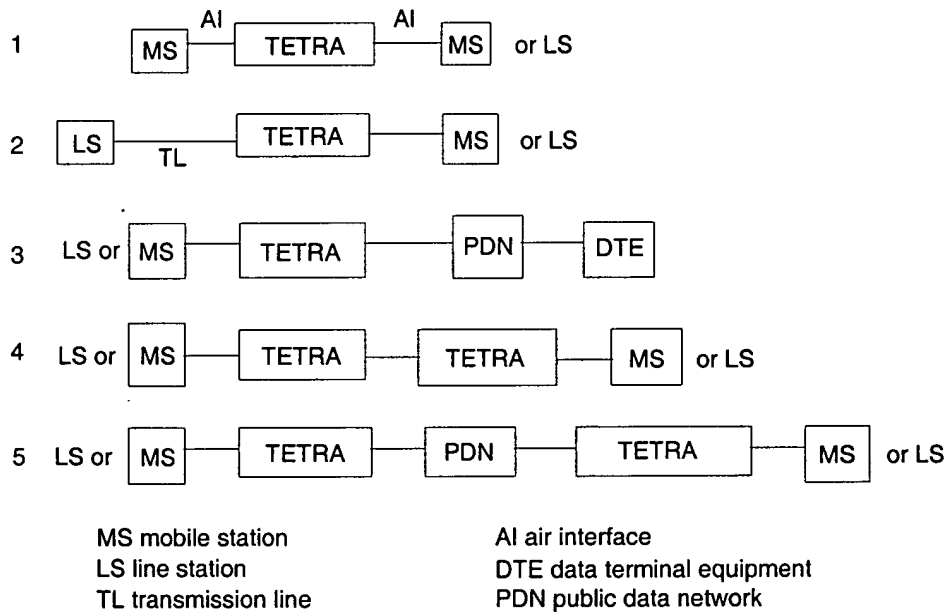 AI AI
1 MS TETRA MS or LS
2 LS TL TETRA MS or LS
3 LS or MS TETRA PDN DTE
4 LS or MS TETRA TETRA MS or LS
5 LS or MS TETRA PDN TETRA MS or LS
MS mobile station AI air interface
LS line station DTE data terminal equipment
TL transmission line PDN public data network